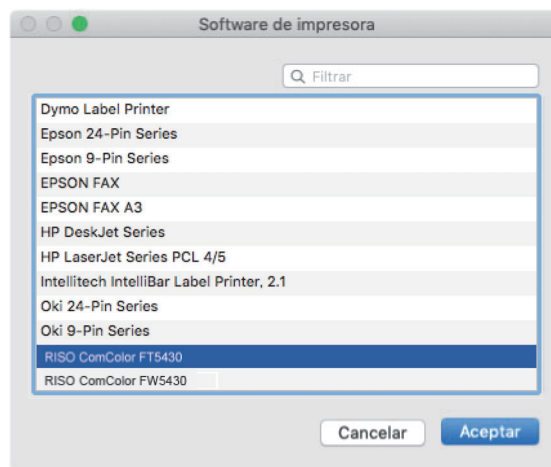 Software de impresora
Filtrar
Dymo Label Printer
Epson 24-Pin Series
Epson 9-Pin Series
EPSON FAX
EPSON FAX A3
HP DeskJet Series
HP LaserJet Series PCL 4/5
Intellitech IntelliBar Label Printer, 2.1
Oki 24-Pin Series
Oki 9-Pin Series
RISO ComColor FT5430
RISO ComColor FW5430
Cancelar Aceptar